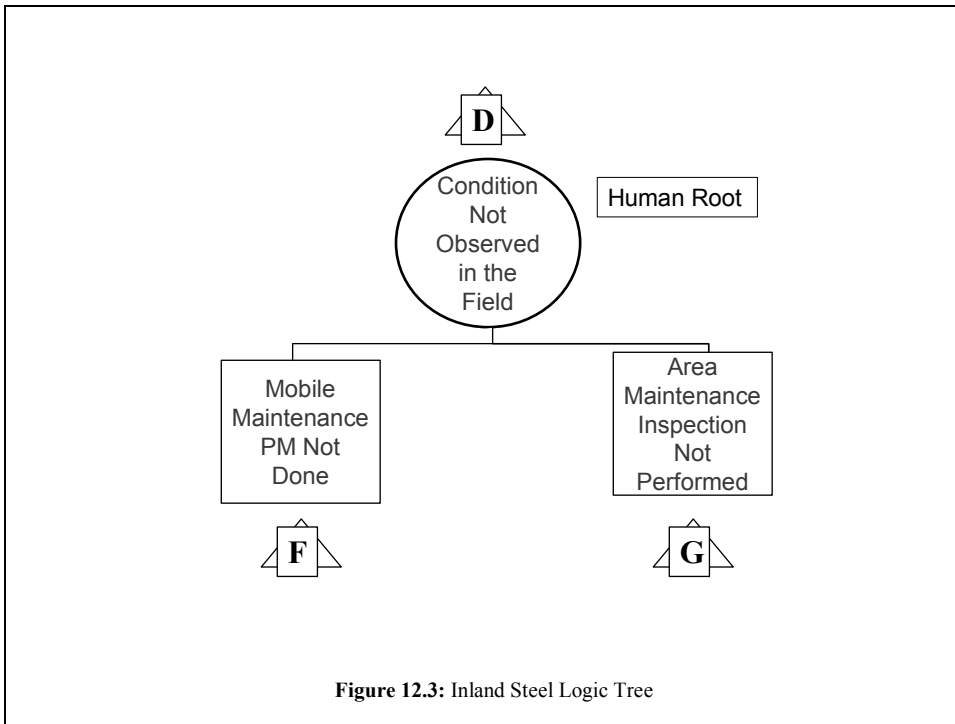 D
Condition
Not
Observed
in the
Field
Human Root
Mobile
Maintenance
PM Not
Done
Area
Maintenance
Inspection
Not
Performed
F
G
Figure 12.3: Inland Steel Logic Tree